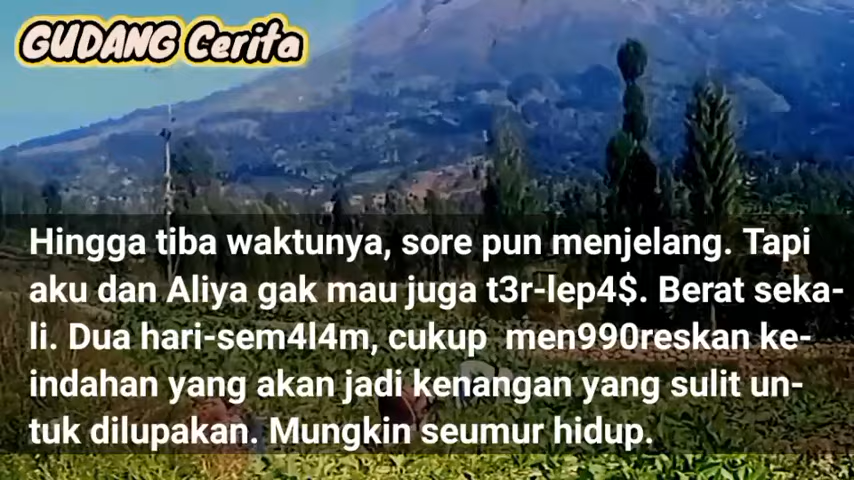 GUDANG Cerita
Hingga tiba waktunya, sore pun menjelang. Tapi
aku dan Aliya gak mau juga t3r-lep4$. Berat seka-
li. Dua hari-sem4l4m, cukup men990reskan ke-
indahan yang akan jadi kenangan yang sulit un-
tuk dilupakan. Mungkin seumur hidup.